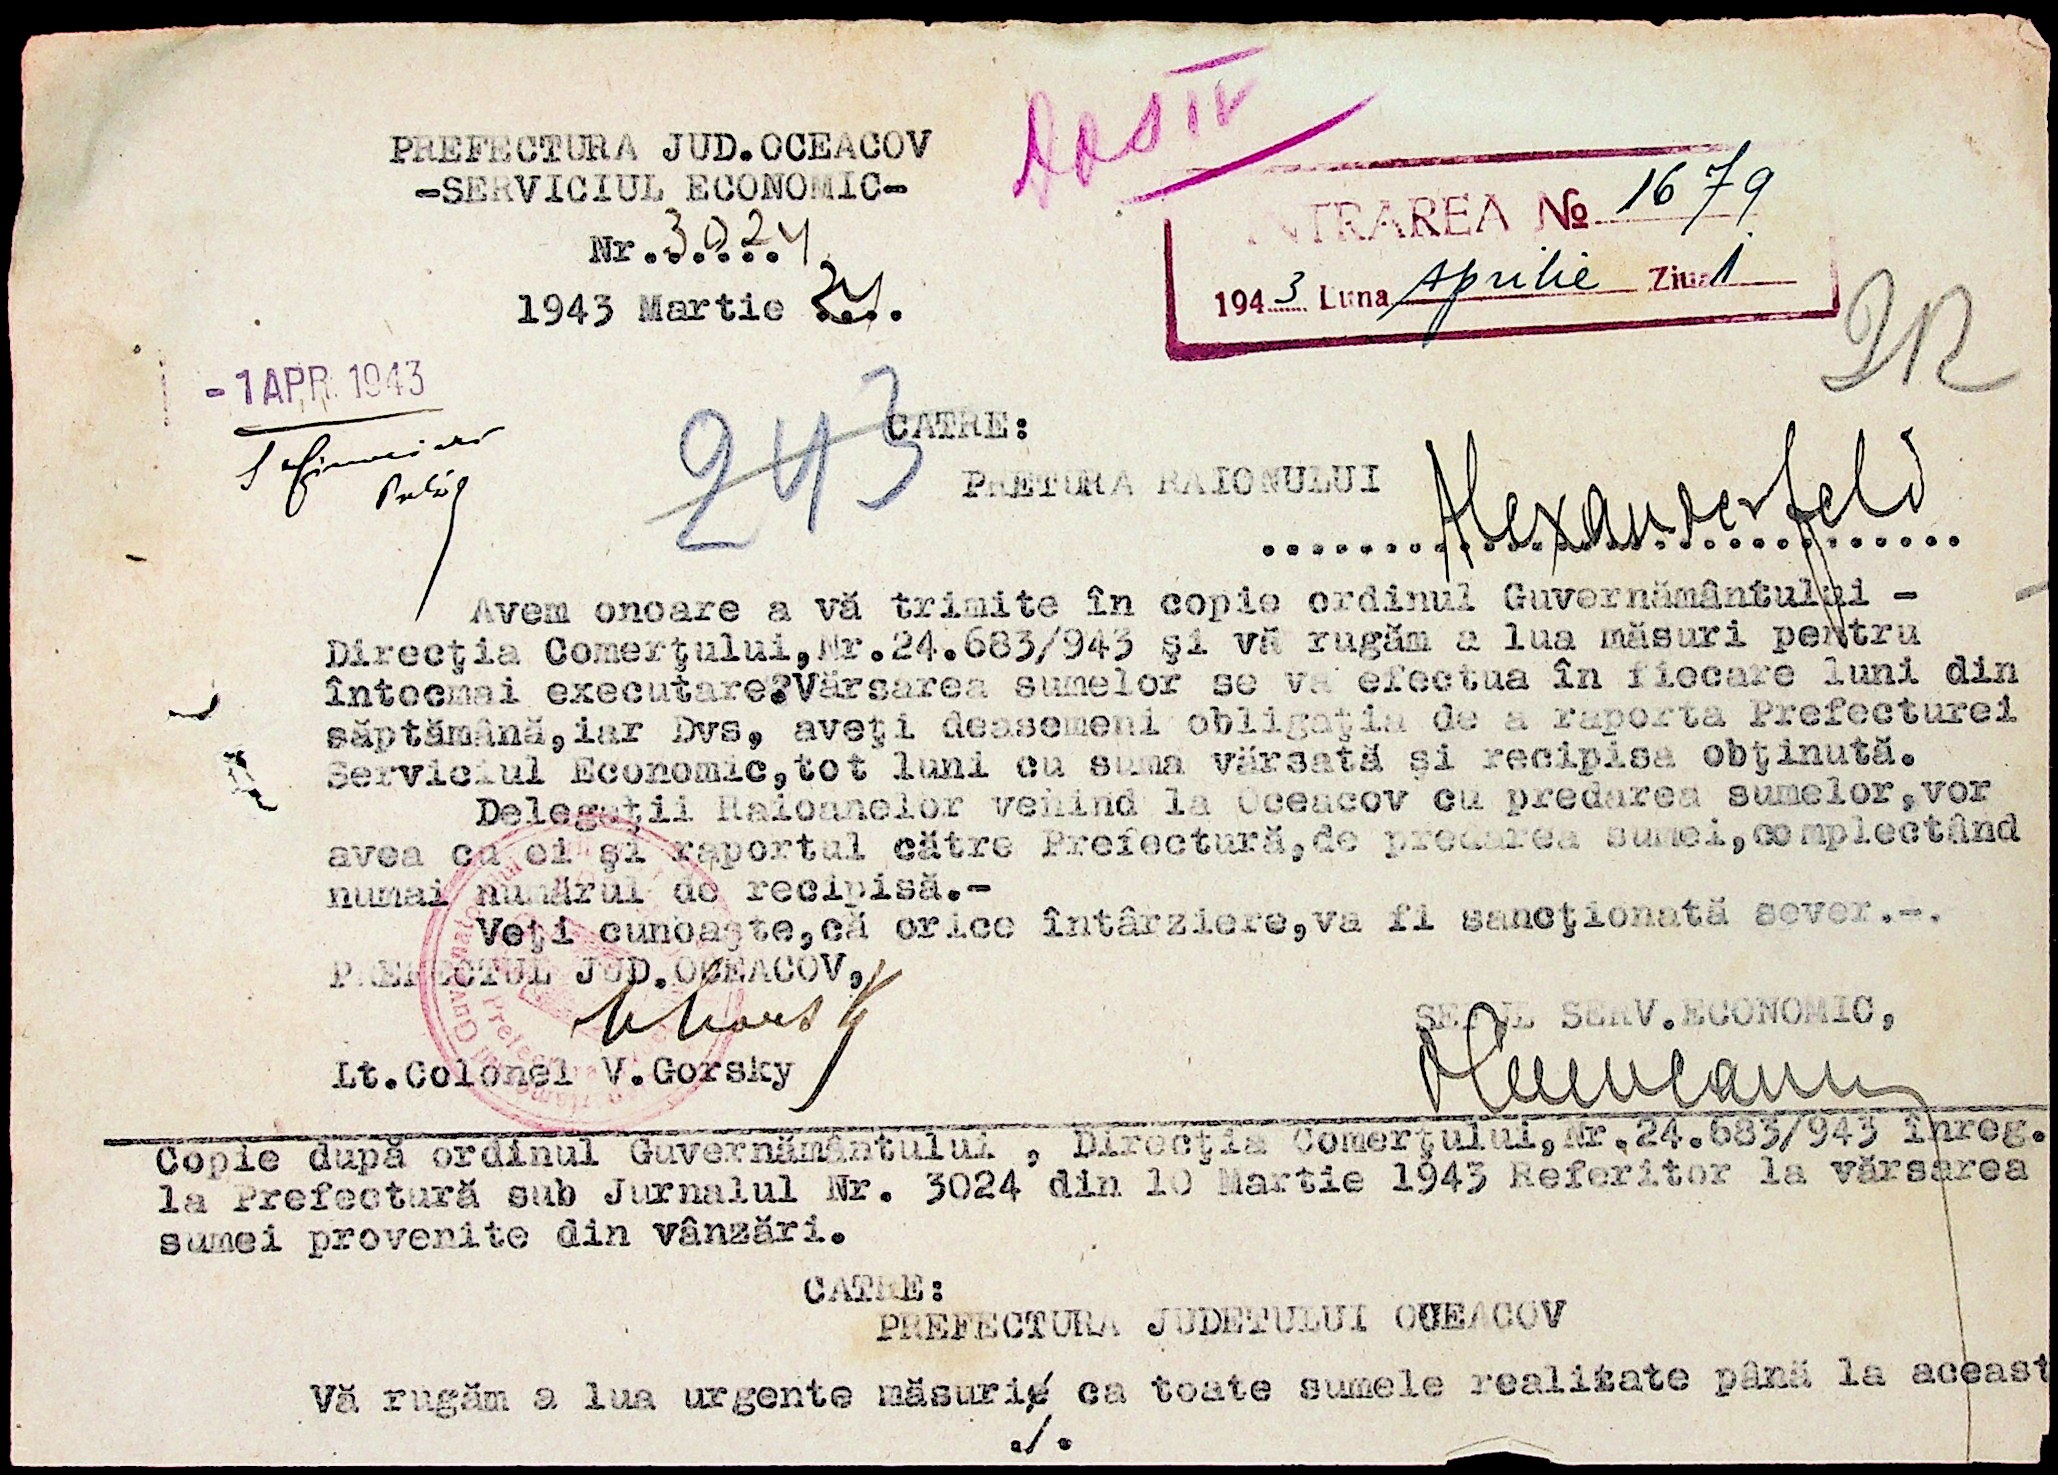 Dos IV
PREFECTURA JUD.OCEACOV
-SERVICIUL ECONOMIC-
Nr.3024
1943 Martie 24.
INTRAREA No 1679
1943 Luna Aprilie Ziua 1
-1 APR. 1943
243
CATRE:
PRETURA RAIONULUI
Alexanderfeld
Avem onoare a vă trimite în copie ordinul Guvernământului -
Direcţia Comerţului,Nr.24.683/943 şi vă rugăm a lua măsuri pentru
întocmai executare?Vărsarea sumelor se va efectua în fiecare luni din
săptămână,iar Dvs, aveţi deasemeni obligaţia de a raporta Prefecturei
Serviciul Economic,tot luni cu suma vărsată şi recipisa obţinută.
Delegaţii Raioanelor venind la Oceacov cu predarea sumelor,vor
avea cu ei şi raportul către Prefectură,de predarea sumei,complectând
numai numărul de recipisă.-
Veţi cunoaşte,că orice întârziere,va fi sancţionată sever.-.
PREFECTUL JUD.OCEACOV,
SEFUL SERV.ECONOMIC,
Lt.Colonel V.Gorsky
Copie după ordinul Guvernământului , Direcţia Comerţului,Nr.24.683/943 înreg.
la Prefectură sub Jurnalul Nr. 3024 din 10 Martie 1943 Referitor la vărsarea
sumei provenite din vânzări.
CATRE:
PREFECTURA JUDETULUI OCEACOV
Vă rugăm a lua urgente măsurie ca toate sumele realizate până la aceast
./.